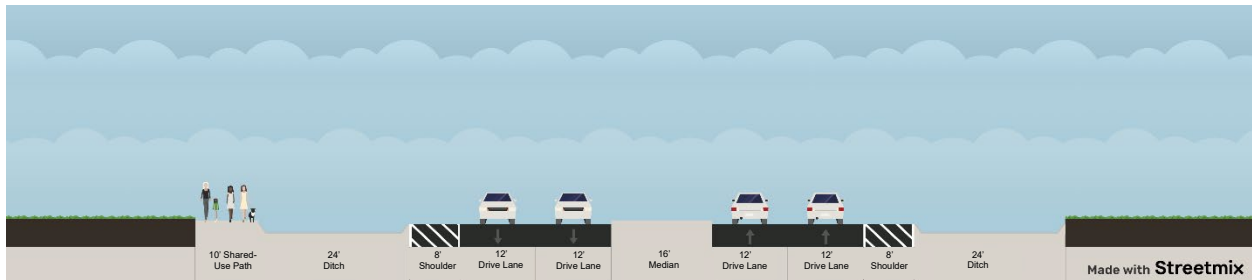 10' Shared-
Use Path
24'
Ditch
8'
Shoulder
12'
Drive Lane
12'
Drive Lane
16'
Median
12'
Drive Lane
12'
Drive Lane
8'
Shoulder
24'
Ditch
Made with Streetmix